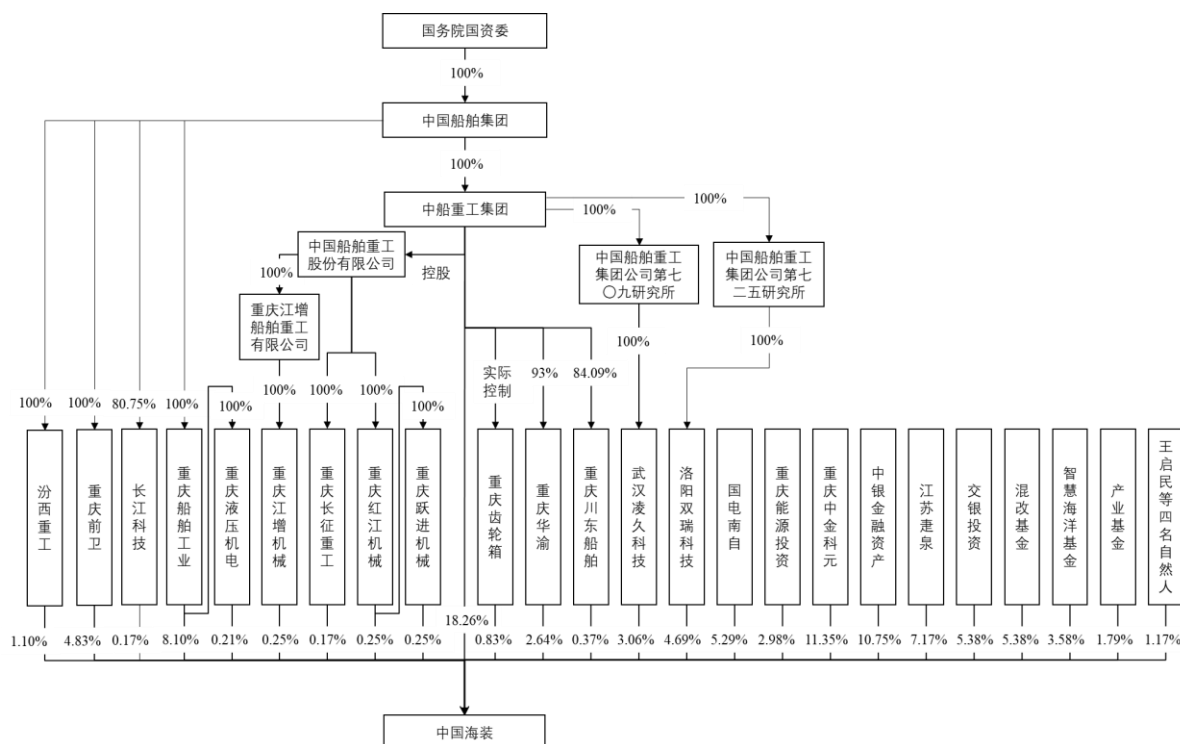 国务院国资委
100%
中国船舶集团
100%
中船重工集团
100%
100%
中国船舶重工
股份有限公司
控股
中国船舶重工
集团公司第七
〇九研究所
中国船舶重工
集团公司第七
二五研究所
100%
重庆江增
船舶重工
有限公司
100%
100%
实际
控制
93%
84.09%
100%
100%
80.75%
100%
100%
100%
100%
100%
100%
汾西重工
重庆前卫
长江科技
重庆船舶工业
重庆液压机电
重庆江增机械
重庆长征重工
重庆红江机械
重庆跃进机械
重庆齿轮箱
重庆华渝
重庆川东船舶
武汉凌久科技
洛阳双瑞科技
国电南自
重庆能源投资
重庆中金科元
中银金融资产
江苏疌泉
交银投资
混改基金
智慧海洋基金
产业基金
王启民等四名自然人
18.26%
1.10%
4.83%
0.17%
8.10%
0.21%
0.25%
0.17%
0.25%
0.25%
0.83%
2.64%
0.37%
3.06%
4.69%
5.29%
2.98%
11.35%
10.75%
7.17%
5.38%
5.38%
3.58%
1.79%
1.17%
中国海装